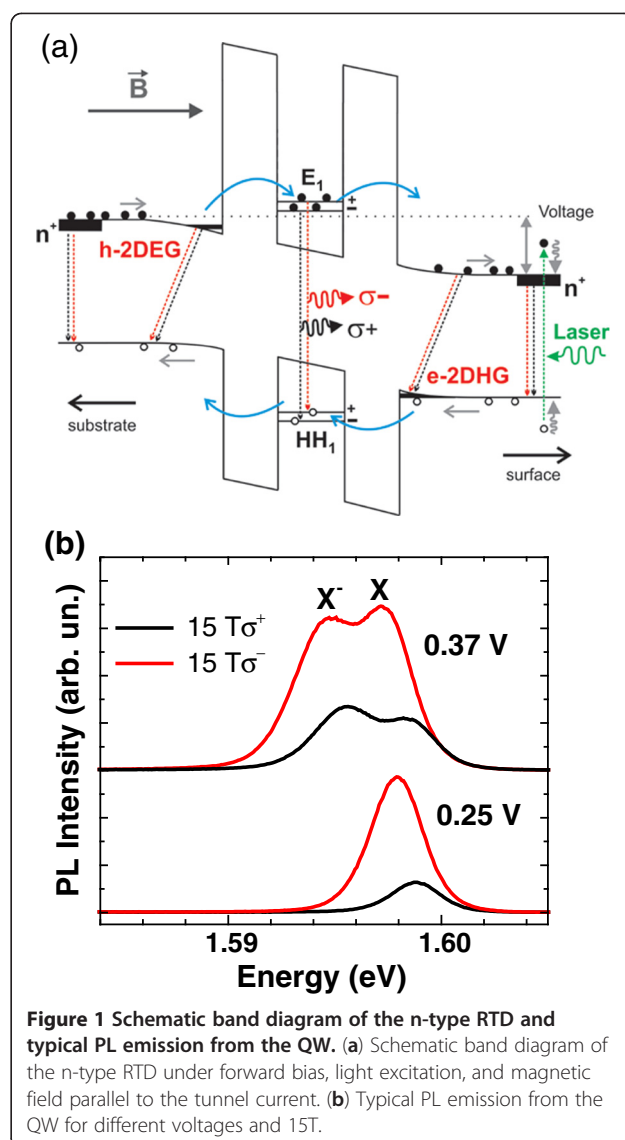 (a)
B
E₁
+
−
Voltage
n⁺
h-2DEG
n⁺
σ−
σ+
Laser
e-2DHG
substrate
+
−
HH₁
surface
(b)
X⁻ X
15 Tσ⁺
15 Tσ⁻
0.37 V
0.25 V
PL Intensity (arb. un.)
1.59 1.60
Energy (eV)
Figure 1 Schematic band diagram of the n-type RTD and
typical PL emission from the QW. (a) Schematic band diagram of
the n-type RTD under forward bias, light excitation, and magnetic
field parallel to the tunnel current. (b) Typical PL emission from the
QW for different voltages and 15T.